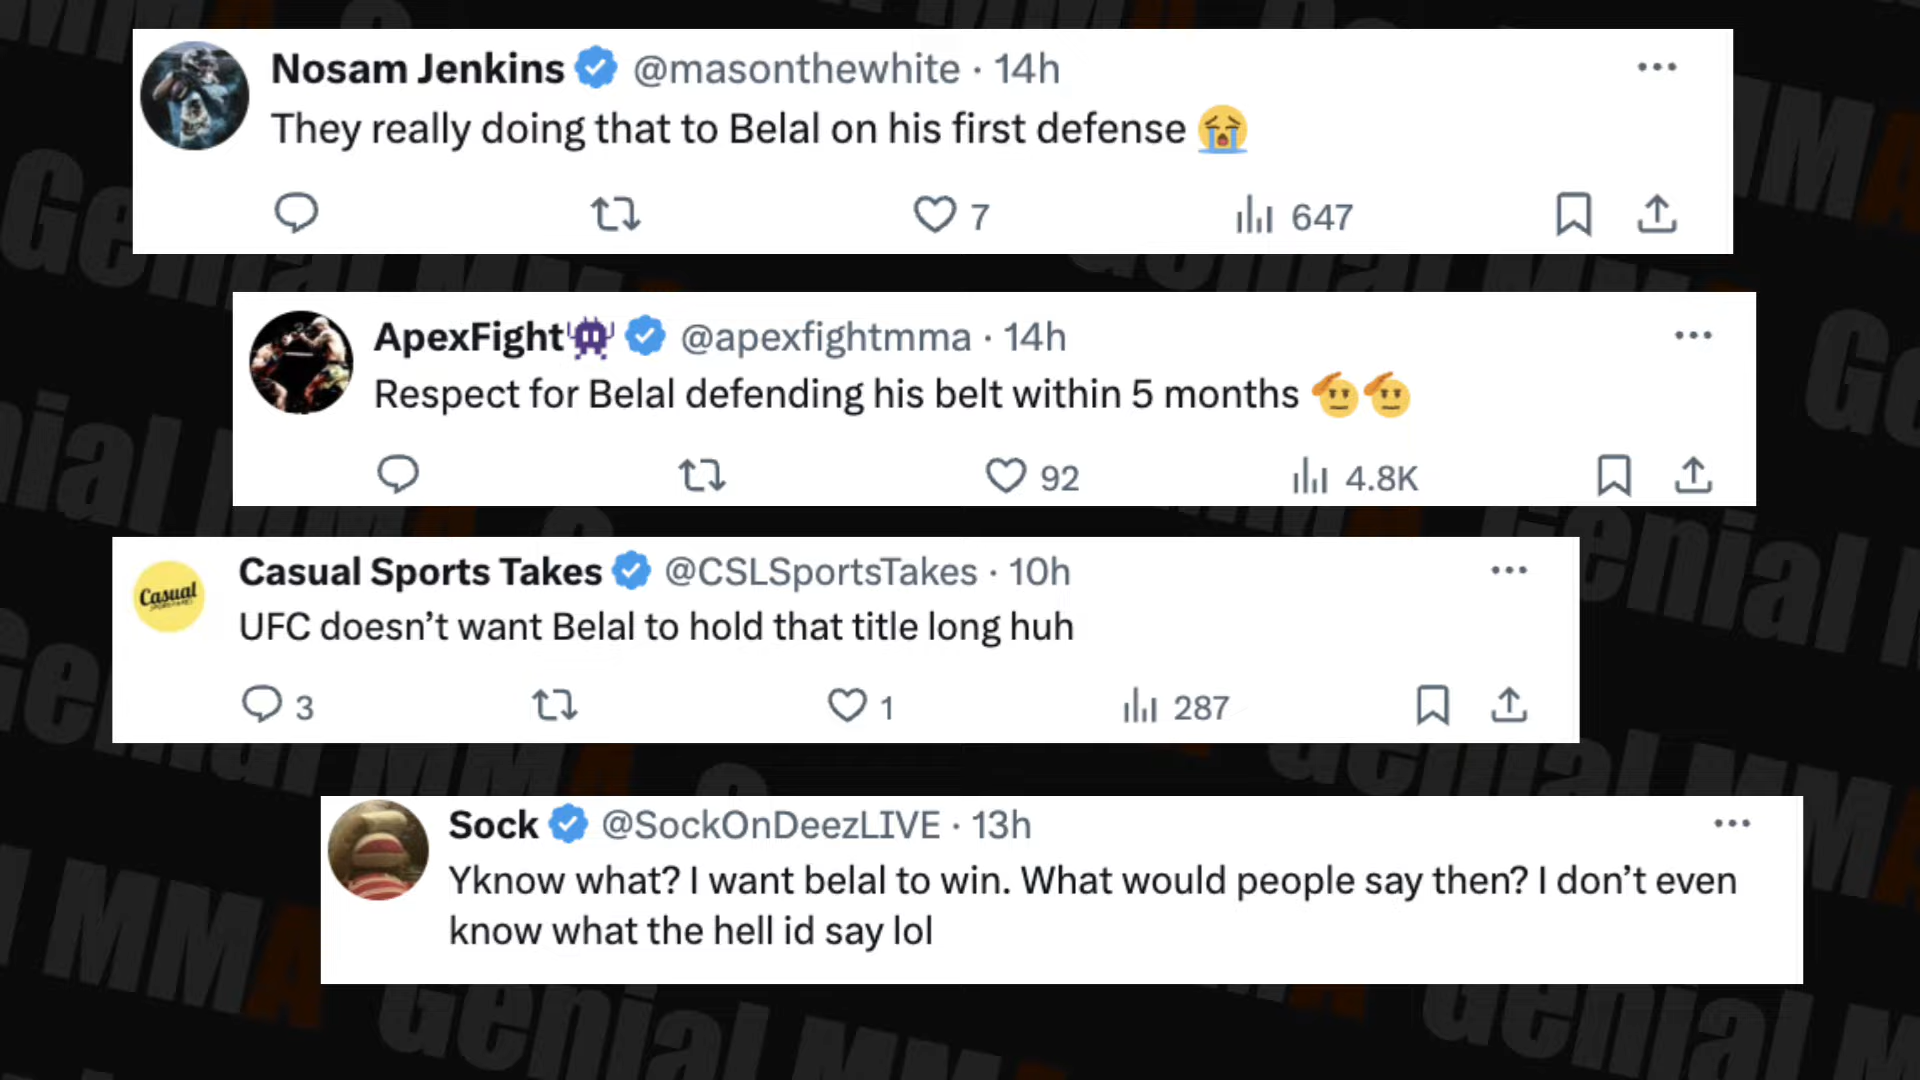 Nosam Jenkins @masonthewhite · 14h
They really doing that to Belal on his first defense 😭
7 647
ApexFight👾 @apexfightmma · 14h
Respect for Belal defending his belt within 5 months 🫡🫡
92 4.8K
Casual
Casual Sports Takes @CSLSportsTakes · 10h
UFC doesn’t want Belal to hold that title long huh
3 1 287
Sock @SockOnDeezLIVE · 13h
Yknow what? I want belal to win. What would people say then? I don’t even
know what the hell id say lol
Genial MMA